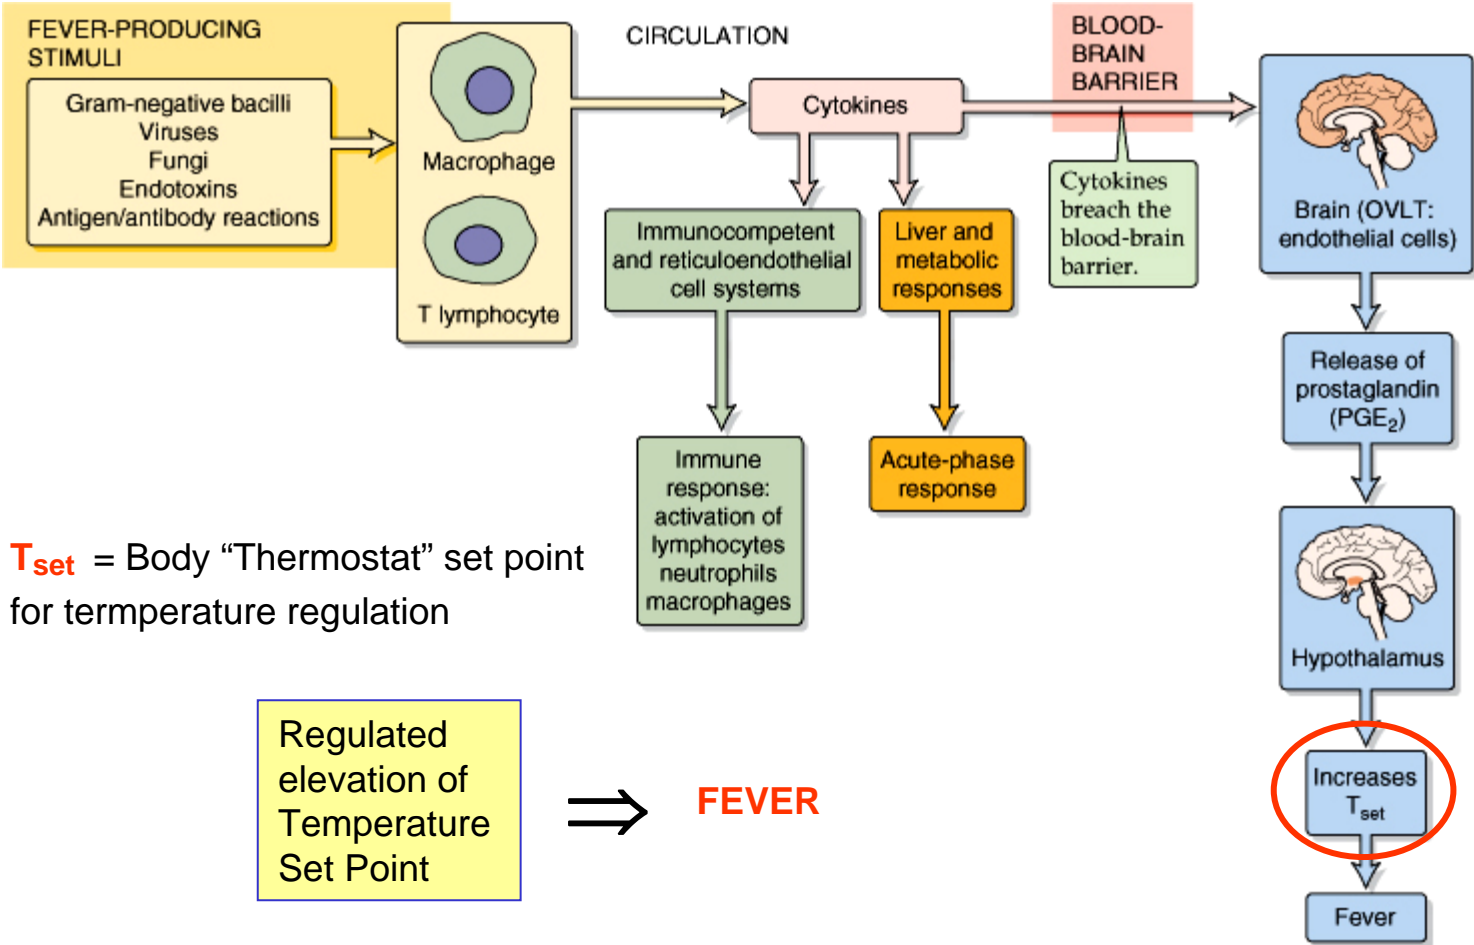 FEVER-PRODUCING
STIMULI
Gram-negative bacilli
Viruses
Fungi
Endotoxins
Antigen/antibody reactions
Macrophage
T lymphocyte
CIRCULATION
Cytokines
BLOOD-
BRAIN
BARRIER
Cytokines
breach the
blood-brain
barrier.
Immunocompetent
and reticuloendothelial
cell systems
Liver and
metabolic
responses
Immune
response:
activation of
lymphocytes
neutrophils
macrophages
Acute-phase
response
Brain (OVLT:
endothelial cells)
Release of
prostaglandin
(PGE₂)
Hypothalamus
Increases
Tset
Fever
Tset = Body “Thermostat” set point
for termperature regulation
Regulated
elevation of
Temperature
Set Point
⇒
FEVER